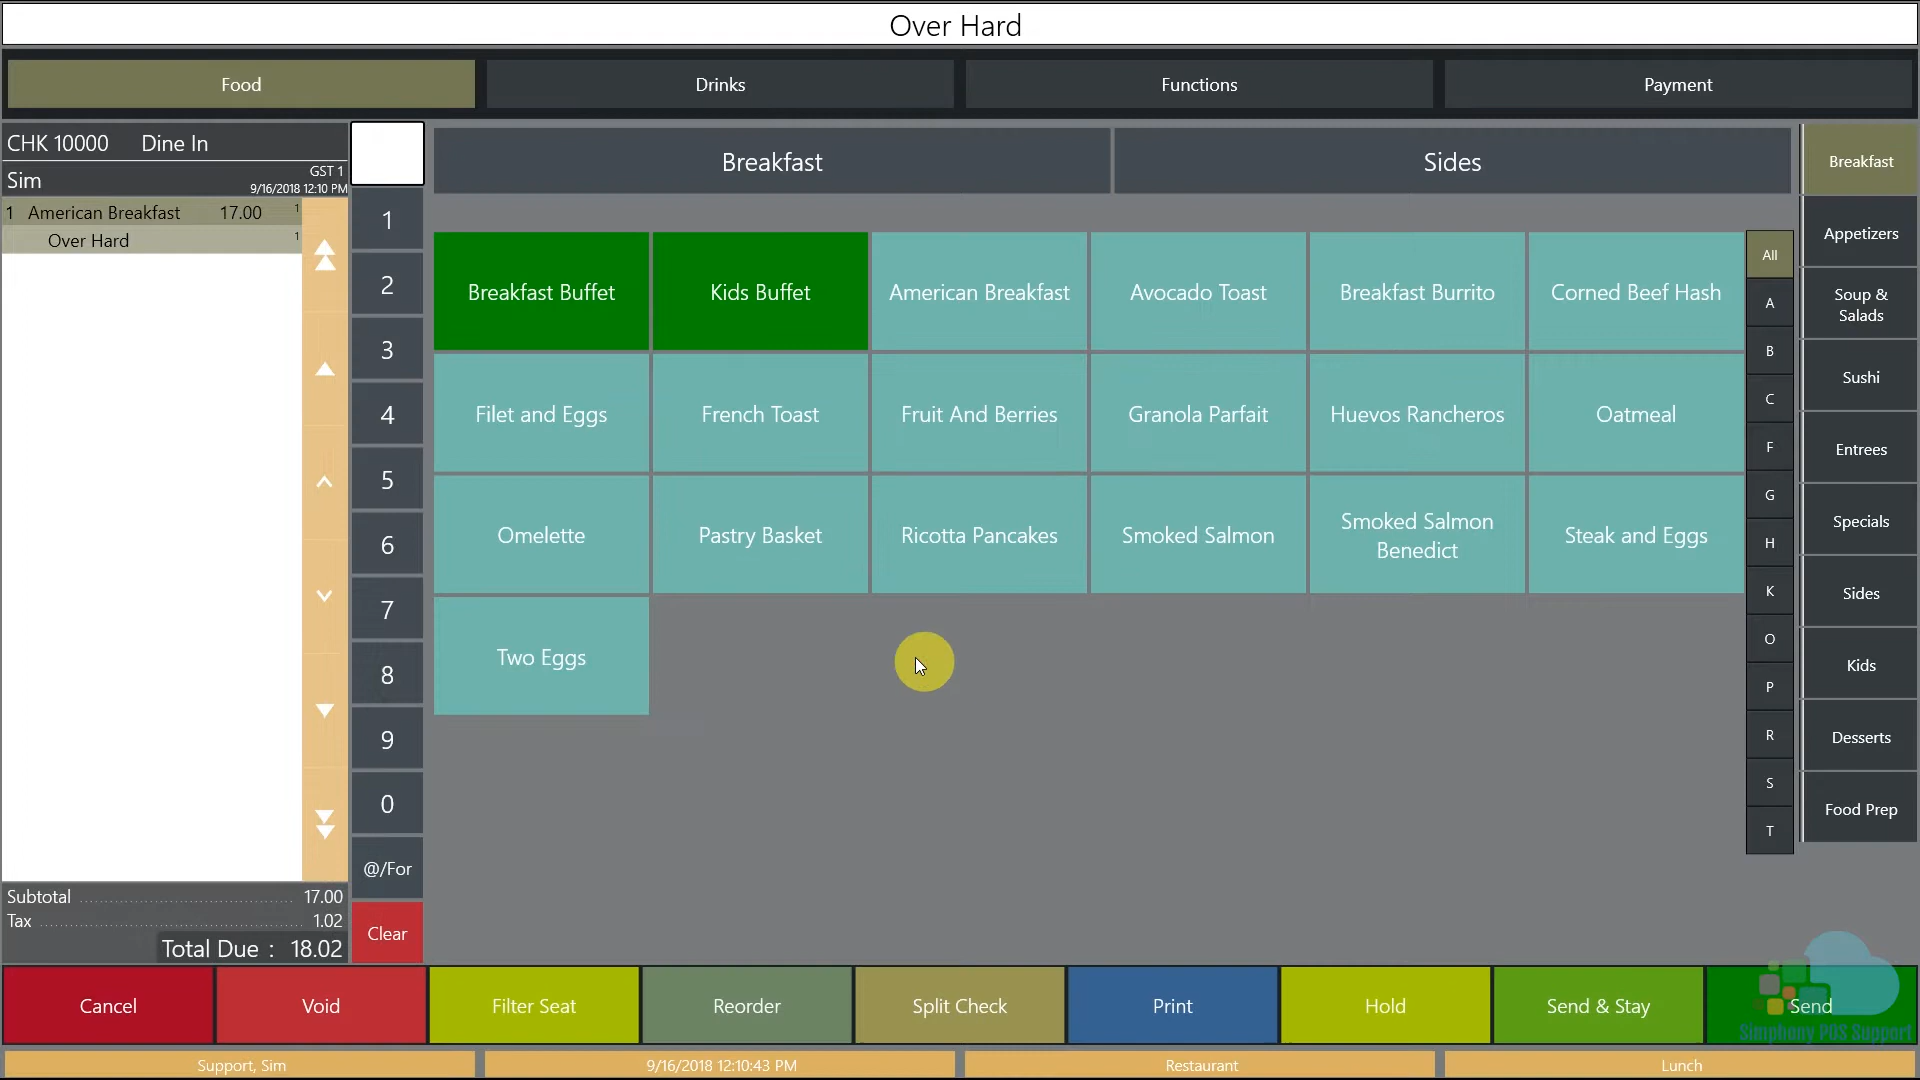 Over Hard
Food
Drinks
Functions
Payment
CHK 10000 Dine In
Sim
GST 1
9/16/2018 12:10 PM
1 American Breakfast 17.00 1
Over Hard 1
Subtotal 17.00
Tax 1.02
Total Due : 18.02
1
2
3
4
5
6
7
8
9
0
@/For
Clear
Breakfast
Sides
Breakfast Buffet
Kids Buffet
American Breakfast
Avocado Toast
Breakfast Burrito
Corned Beef Hash
Filet and Eggs
French Toast
Fruit And Berries
Granola Parfait
Huevos Rancheros
Oatmeal
Omelette
Pastry Basket
Ricotta Pancakes
Smoked Salmon
Smoked Salmon
Benedict
Steak and Eggs
Two Eggs
All
A
B
C
F
G
H
K
O
P
R
S
T
Breakfast
Appetizers
Soup &
Salads
Sushi
Entrees
Specials
Sides
Kids
Desserts
Food Prep
Cancel
Void
Filter Seat
Reorder
Split Check
Print
Hold
Send & Stay
Send
Simphony POS Support
Support, Sim
9/16/2018 12:10:43 PM
Restaurant
Lunch